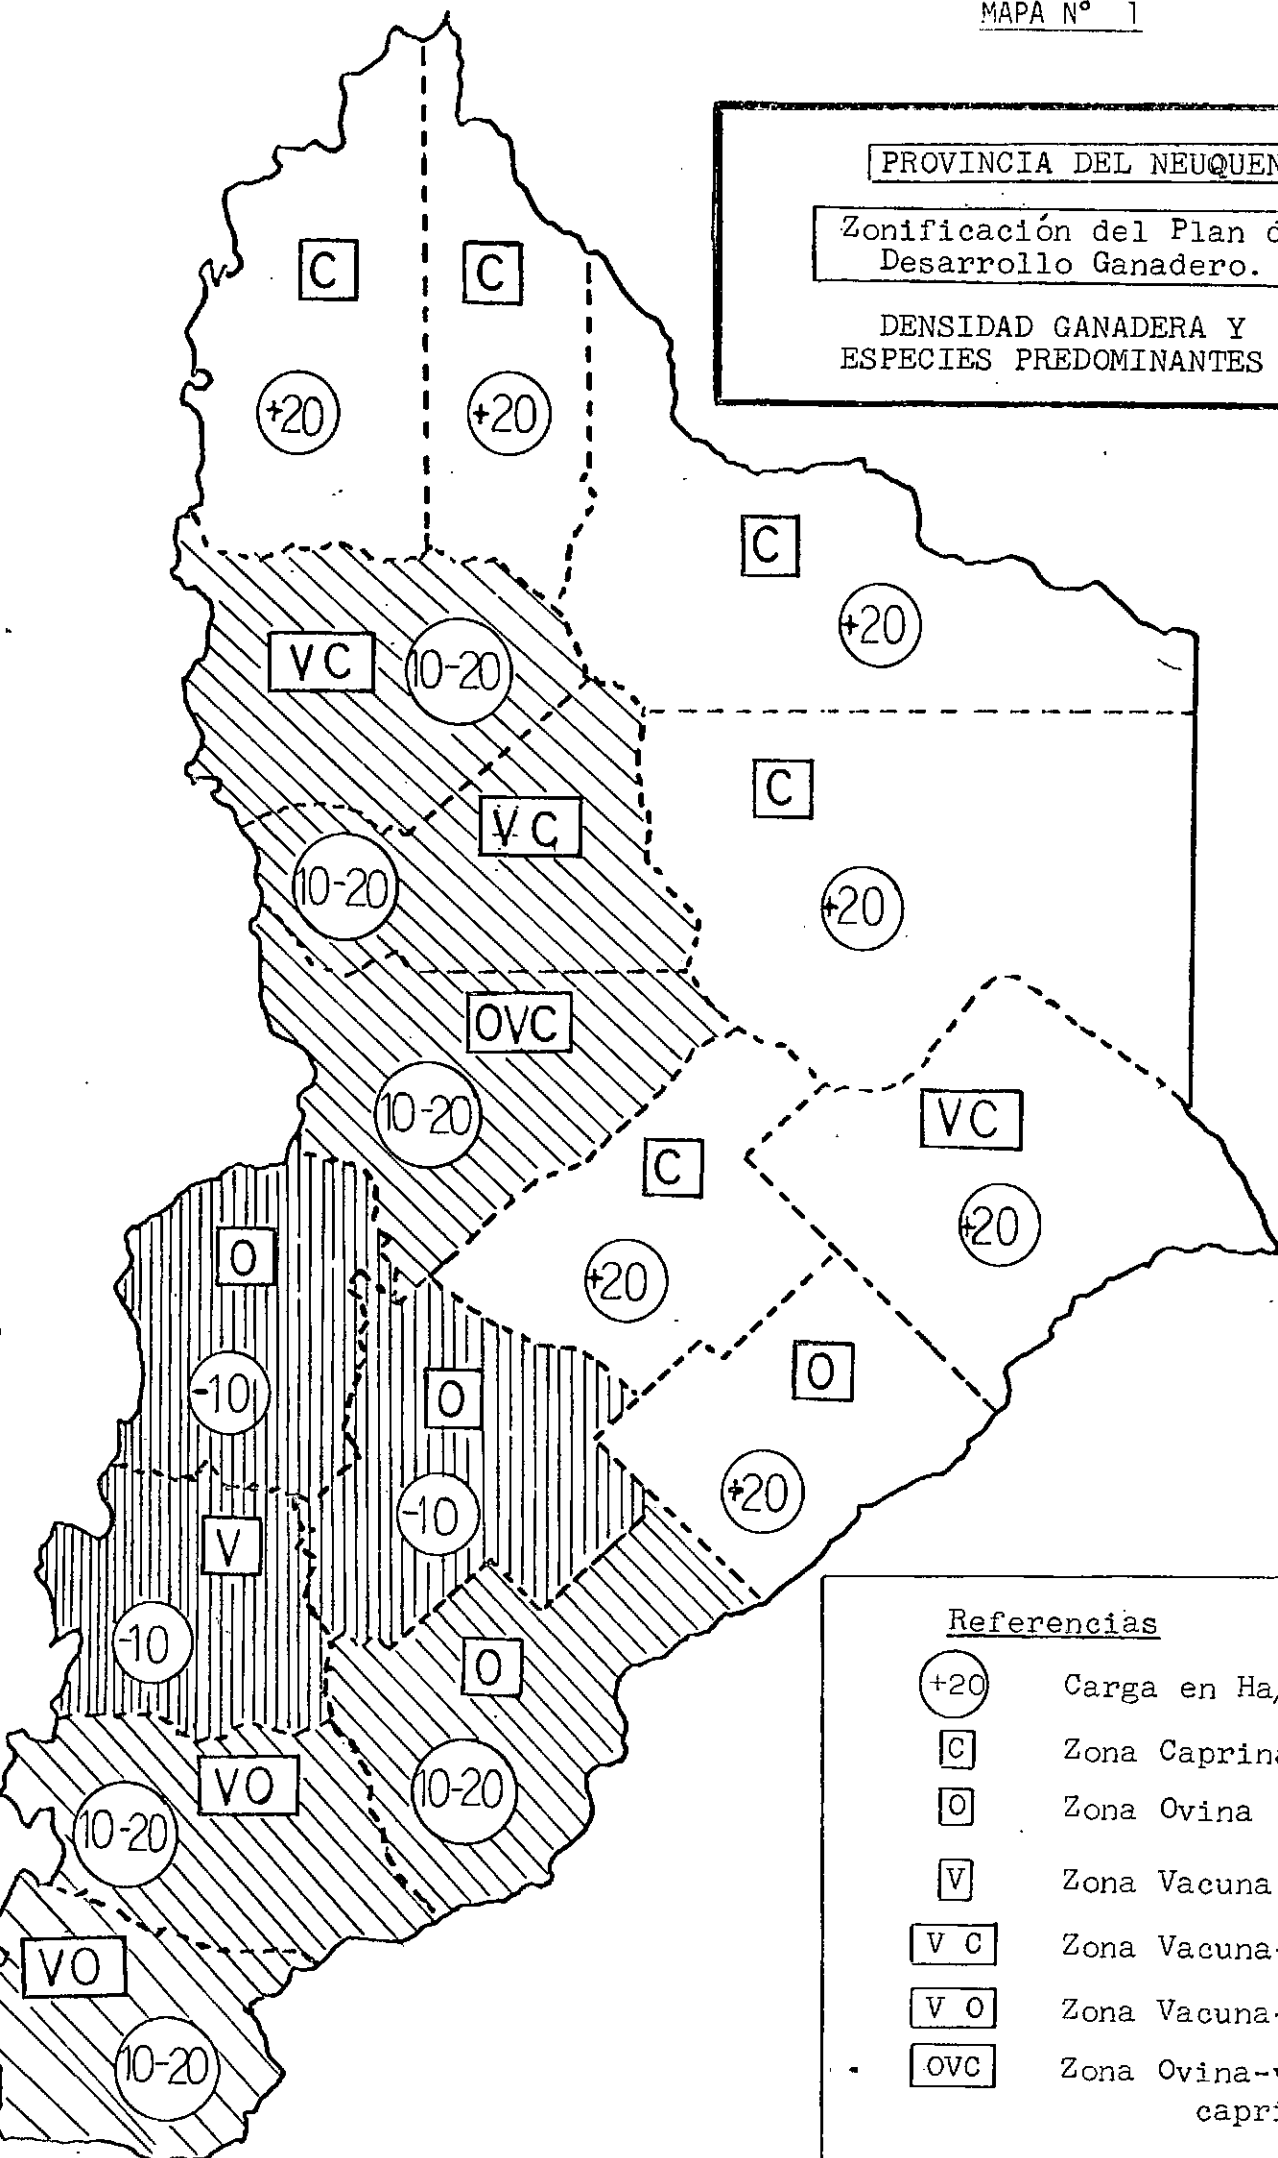 MAPA Nº 1
PROVINCIA DEL NEUQUEN
Zonificación del Plan d
Desarrollo Ganadero.
DENSIDAD GANADERA Y
ESPECIES PREDOMINANTES
C
C
+20
+20
C
+20
VC
10-20
C
VC
10-20
+20
OVC
10-20
VC
C
+20
O
+20
O
-10
O
+20
-10
V
-10
O
VO
10-20
10-20
VO
10-20
Referencias
+20 Carga en Ha/
C Zona Caprina
O Zona Ovina
V Zona Vacuna
V C Zona Vacuna-
V O Zona Vacuna-
OVC Zona Ovina-v
capri